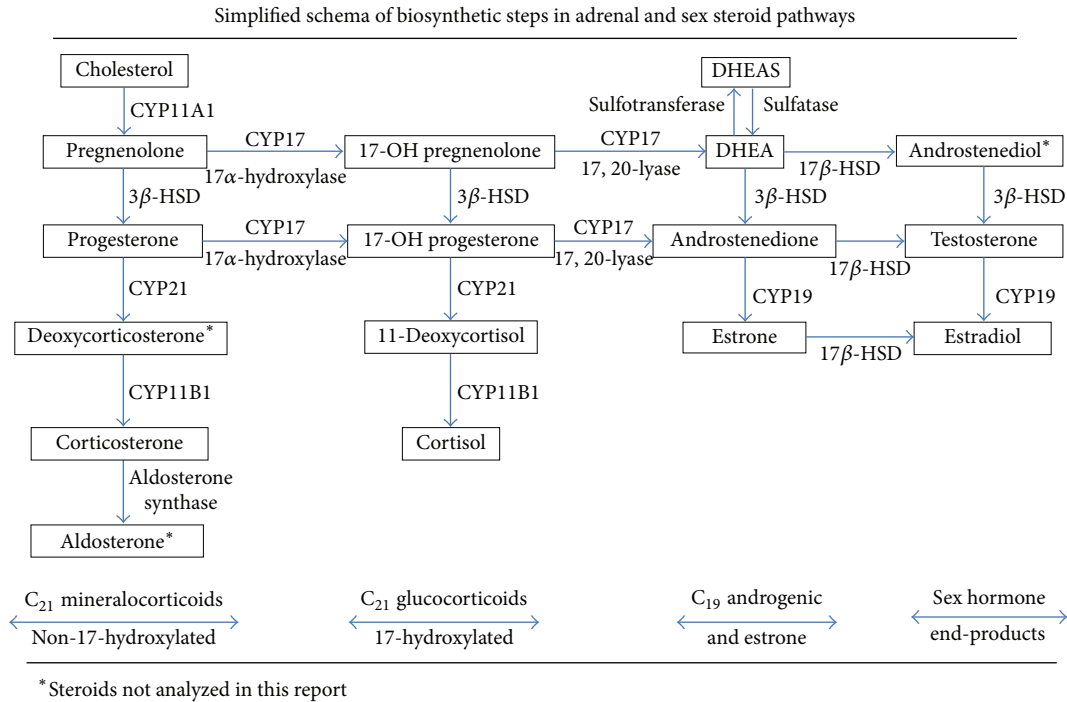 Simplified schema of biosynthetic steps in adrenal and sex steroid pathways
Cholesterol
DHEAS
CYP11A1
Sulfotransferase
Sulfatase
Pregnenolone
CYP17
17α-hydroxylase
17-OH pregnenolone
CYP17
17, 20-lyase
DHEA
17β-HSD
Androstenediol*
3β-HSD
3β-HSD
3β-HSD
3β-HSD
Progesterone
CYP17
17α-hydroxylase
17-OH progesterone
CYP17
17, 20-lyase
Androstenedione
17β-HSD
Testosterone
CYP21
CYP21
CYP19
CYP19
Deoxycorticosterone*
11-Deoxycortisol
Estrone
17β-HSD
Estradiol
CYP11B1
CYP11B1
Corticosterone
Cortisol
Aldosterone
synthase
Aldosterone*
C₂₁ mineralocorticoids
Non-17-hydroxylated
C₂₁ glucocorticoids
17-hydroxylated
C₁₉ androgenic
and estrone
Sex hormone
end-products
*Steroids not analyzed in this report